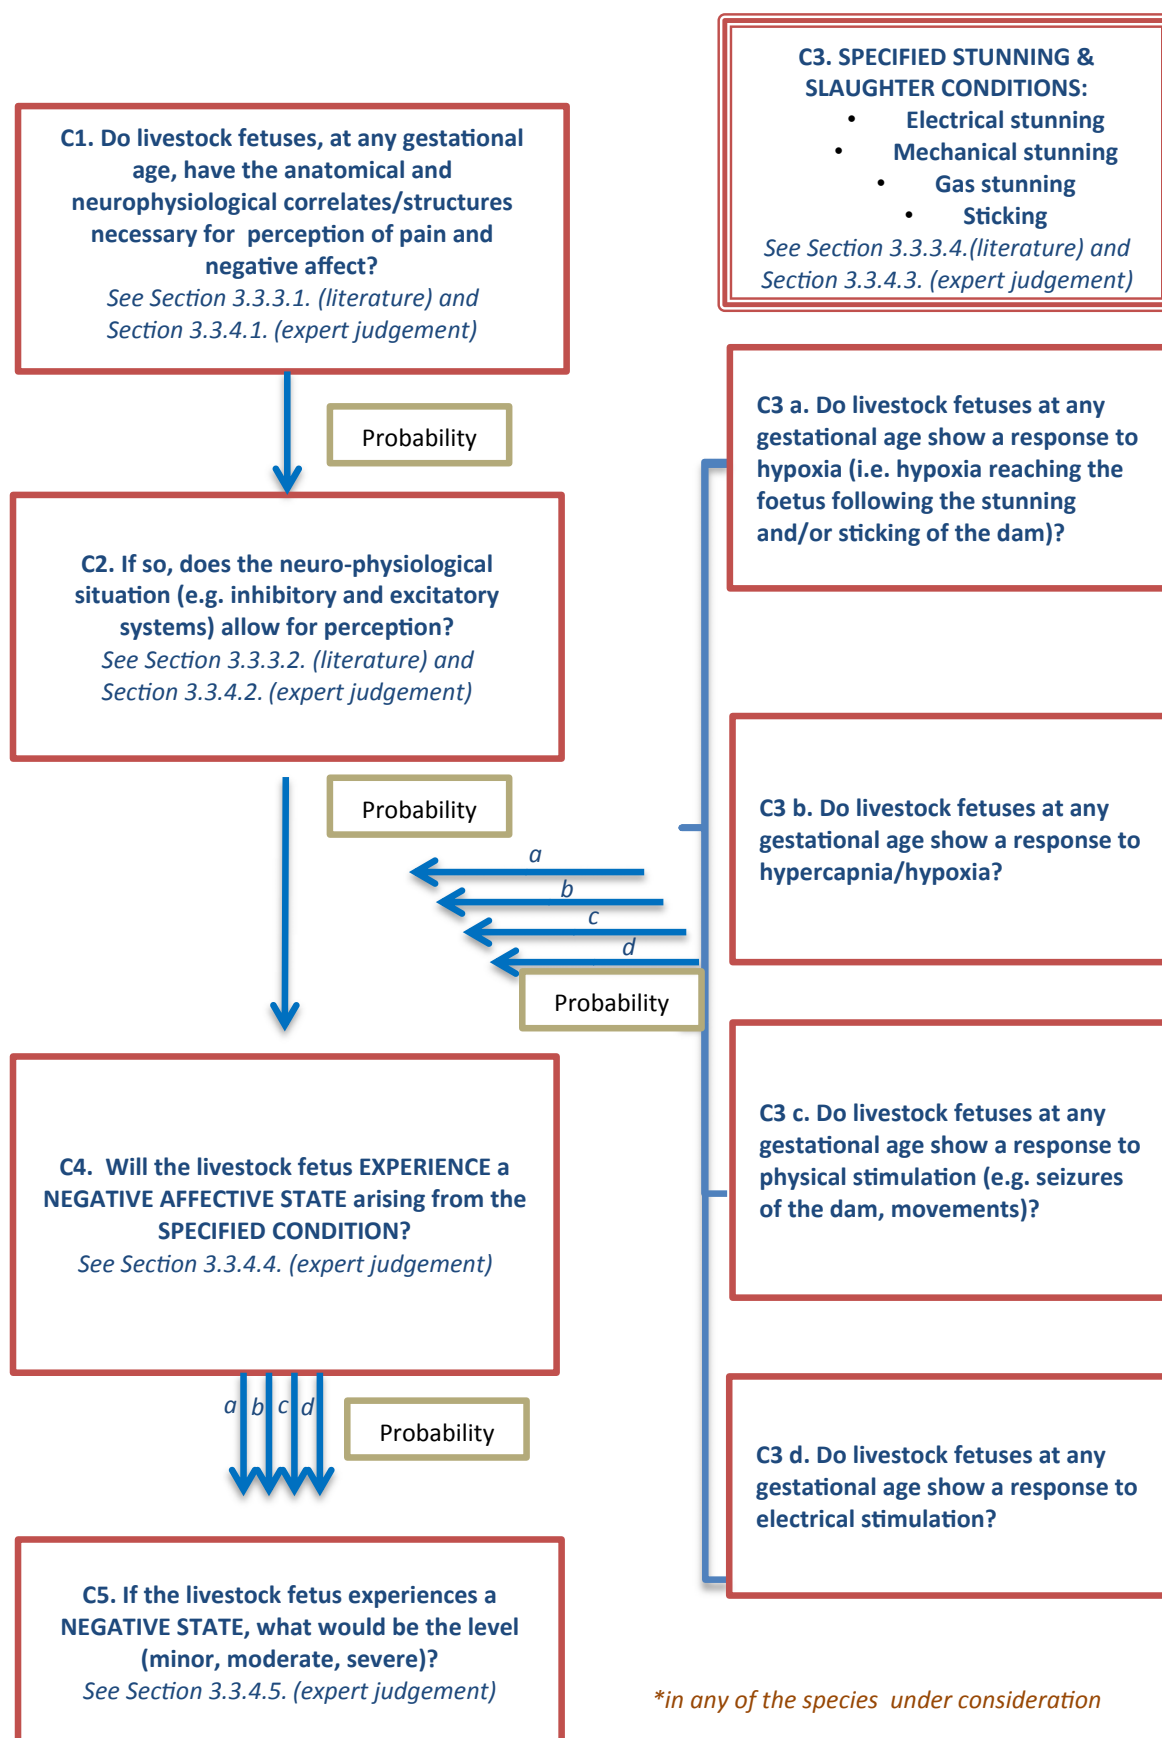 C1. Do livestock fetuses, at any gestational
age, have the anatomical and
neurophysiological correlates/structures
necessary for perception of pain and
negative affect?
See Section 3.3.3.1. (literature) and
Section 3.3.4.1. (expert judgement)
Probability
C2. If so, does the neuro-physiological
situation (e.g. inhibitory and excitatory
systems) allow for perception?
See Section 3.3.3.2. (literature) and
Section 3.3.4.2. (expert judgement)
Probability
C3. SPECIFIED STUNNING &
SLAUGHTER CONDITIONS:
• Electrical stunning
• Mechanical stunning
• Gas stunning
• Sticking
See Section 3.3.3.4.(literature) and
Section 3.3.4.3. (expert judgement)
C3 a. Do livestock fetuses at any
gestational age show a response to
hypoxia (i.e. hypoxia reaching the
foetus following the stunning
and/or sticking of the dam)?
C3 b. Do livestock fetuses at any
gestational age show a response to
hypercapnia/hypoxia?
C3 c. Do livestock fetuses at any
gestational age show a response to
physical stimulation (e.g. seizures
of the dam, movements)?
C3 d. Do livestock fetuses at any
gestational age show a response to
electrical stimulation?
a
b
c
d
Probability
C4. Will the livestock fetus EXPERIENCE a
NEGATIVE AFFECTIVE STATE arising from the
SPECIFIED CONDITION?
See Section 3.3.4.4. (expert judgement)
a b c d
Probability
C5. If the livestock fetus experiences a
NEGATIVE STATE, what would be the level
(minor, moderate, severe)?
See Section 3.3.4.5. (expert judgement)
*in any of the species under consideration